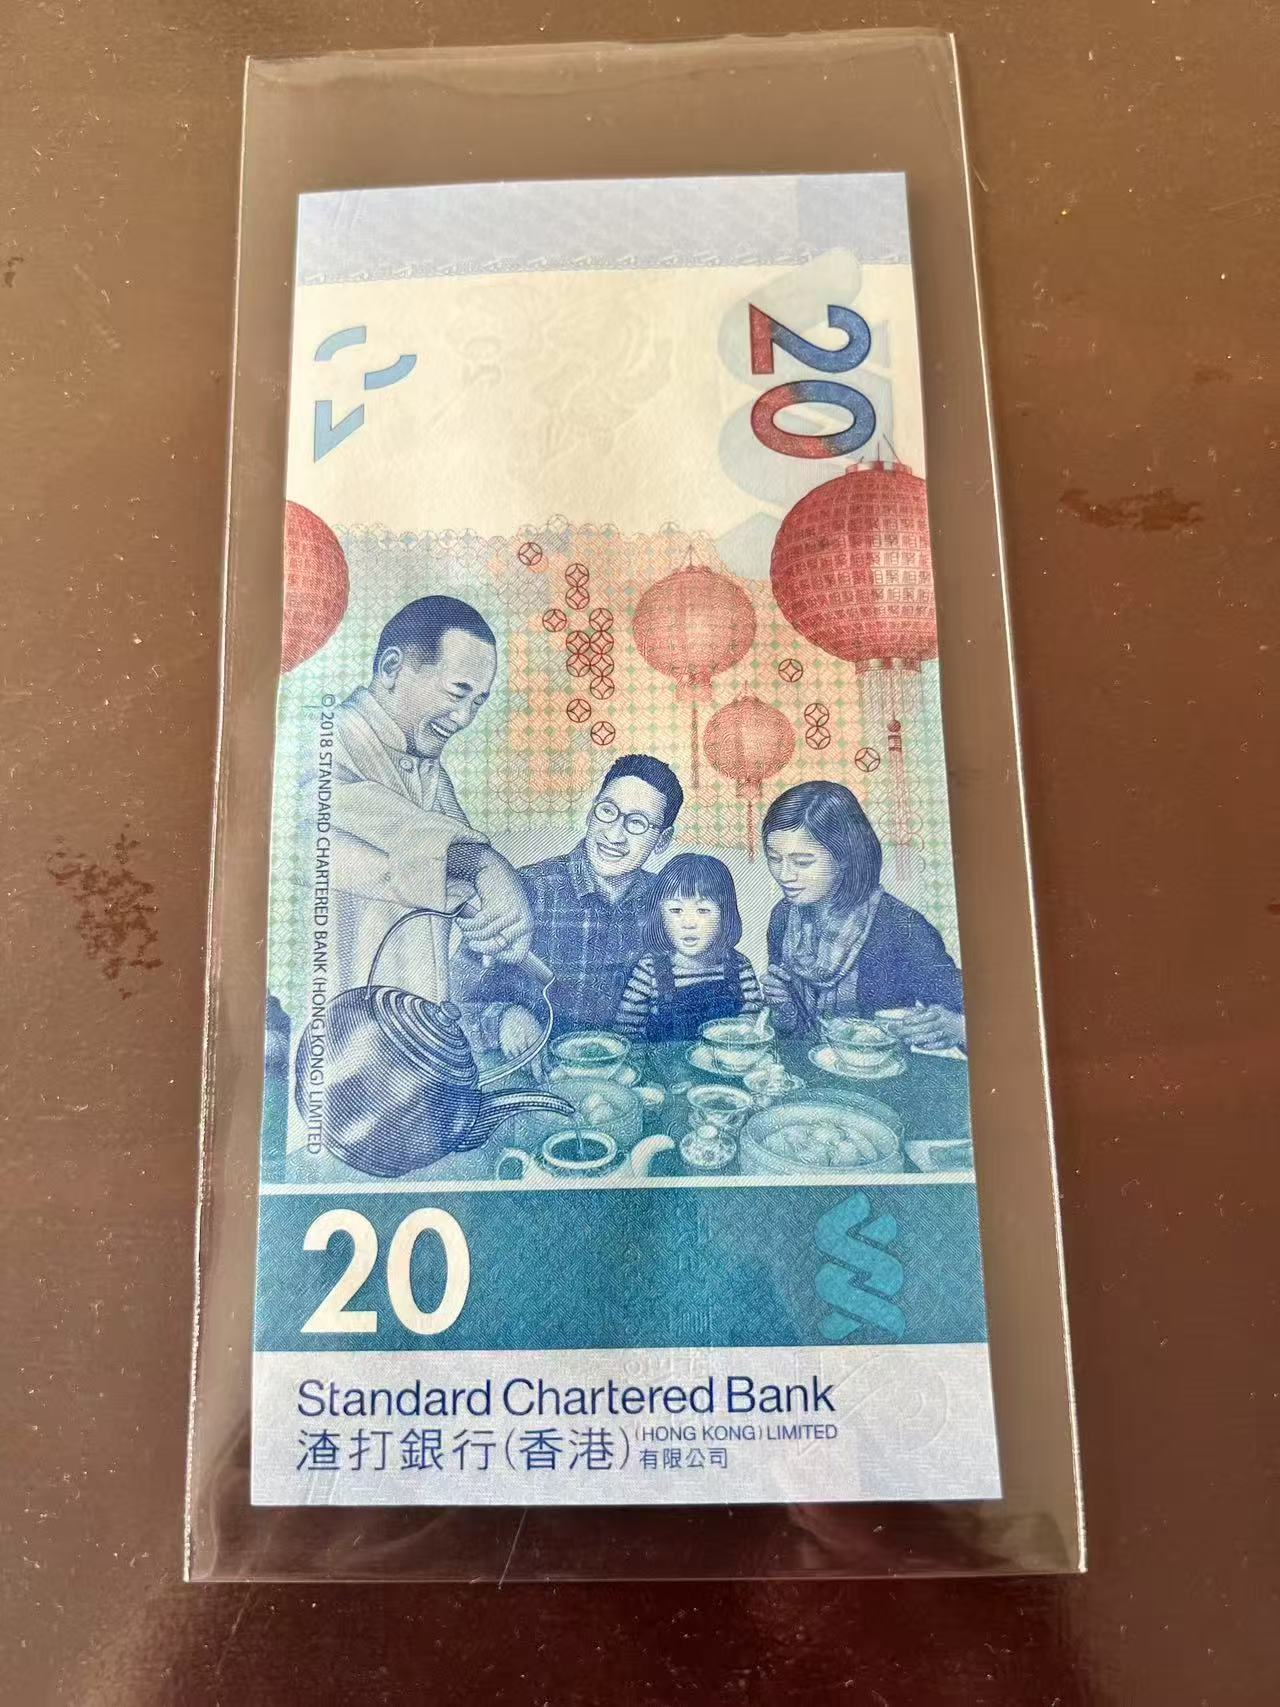 20
© 2018 STANDARD CHARTERED BANK (HONG KONG) LIMITED
20
Standard Chartered Bank
(HONG KONG) LIMITED
渣打銀行(香港)有限公司